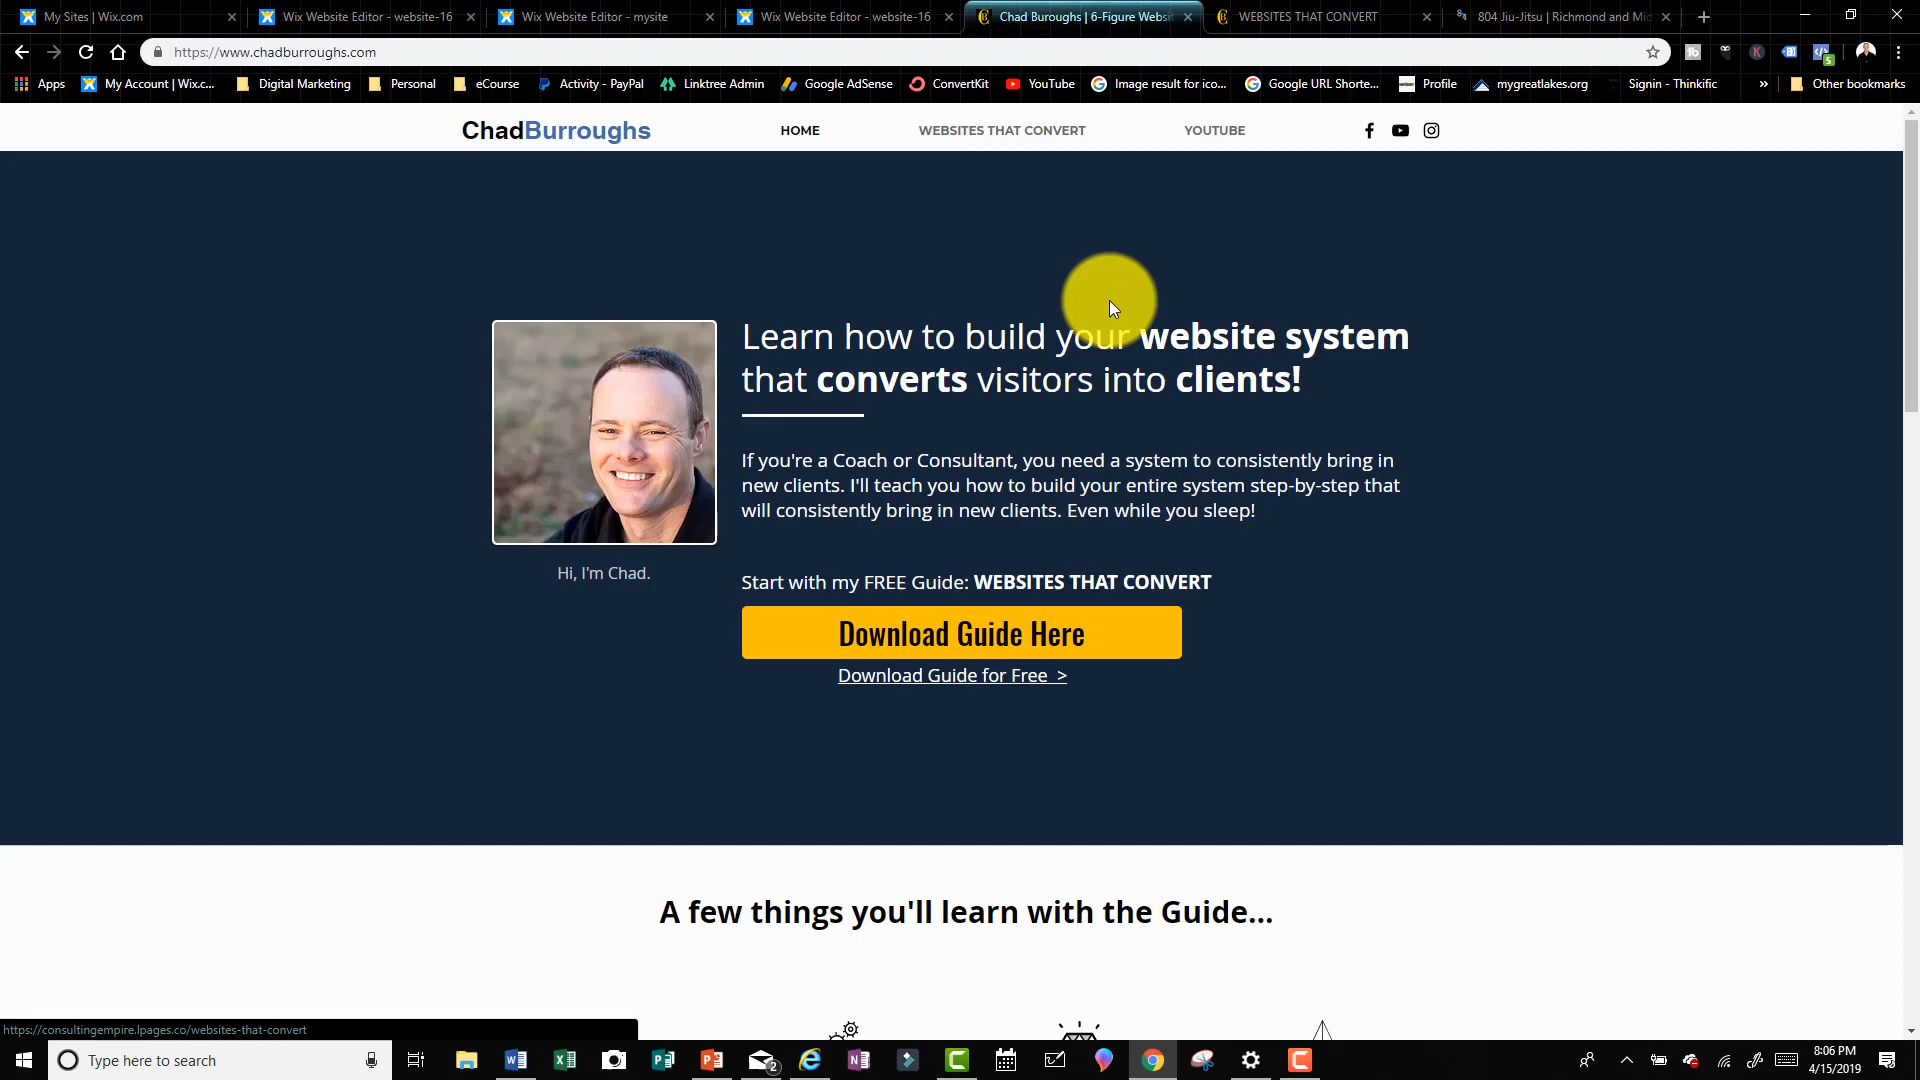 My Sites | Wix.com
Wix Website Editor - website-16
Wix Website Editor - mysite
Wix Website Editor - website-16
Chad Buroughs | 6-Figure Websi
WEBSITES THAT CONVERT
804 Jiu-Jitsu | Richmond and Mi
https://www.chadburroughs.com
Apps
My Account | Wix.c...
Digital Marketing
Personal
eCourse
Activity - PayPal
Linktree Admin
Google AdSense
ConvertKit
YouTube
Image result for ico...
Google URL Shorte...
Profile
mygreatlakes.org
Signin - Thinkific
»
Other bookmarks
ChadBurroughs
HOME
WEBSITES THAT CONVERT
YOUTUBE
Learn how to build your website system
that converts visitors into clients!
If you're a Coach or Consultant, you need a system to consistently bring in
new clients. I'll teach you how to build your entire system step-by-step that
will consistently bring in new clients. Even while you sleep!
Hi, I'm Chad.
Start with my FREE Guide: WEBSITES THAT CONVERT
Download Guide Here
Download Guide for Free >
A few things you'll learn with the Guide...
https://consultingempire.lpages.co/websites-that-convert
Type here to search
2
8:06 PM
4/15/2019